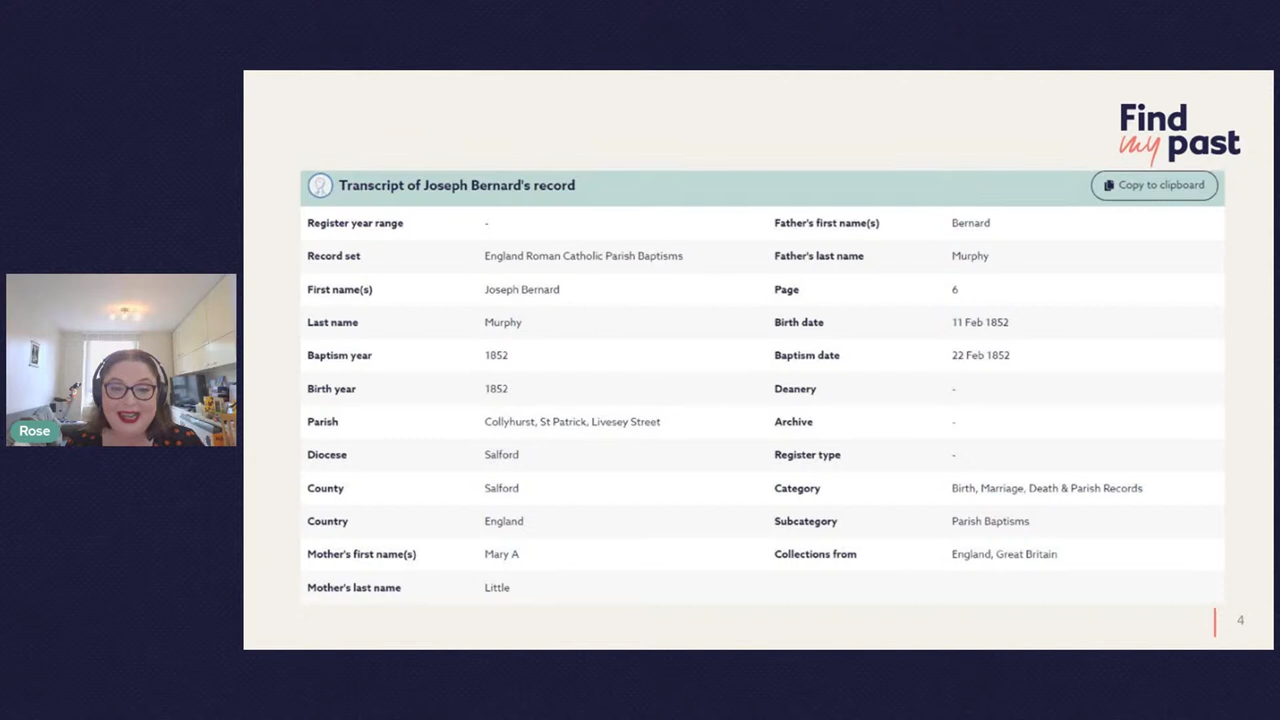 Find
my past
Transcript of Joseph Bernard's record
Copy to clipboard
Register year range - Father's first name(s) Bernard
Record set England Roman Catholic Parish Baptisms Father's last name Murphy
First name(s) Joseph Bernard Page 6
Last name Murphy Birth date 11 Feb 1852
Baptism year 1852 Baptism date 22 Feb 1852
Birth year 1852 Deanery -
Parish Collyhurst, St Patrick, Livesey Street Archive -
Diocese Salford Register type -
County Salford Category Birth, Marriage, Death & Parish Records
Country England Subcategory Parish Baptisms
Mother's first name(s) Mary A Collections from England, Great Britain
Mother's last name Little
4
Rose